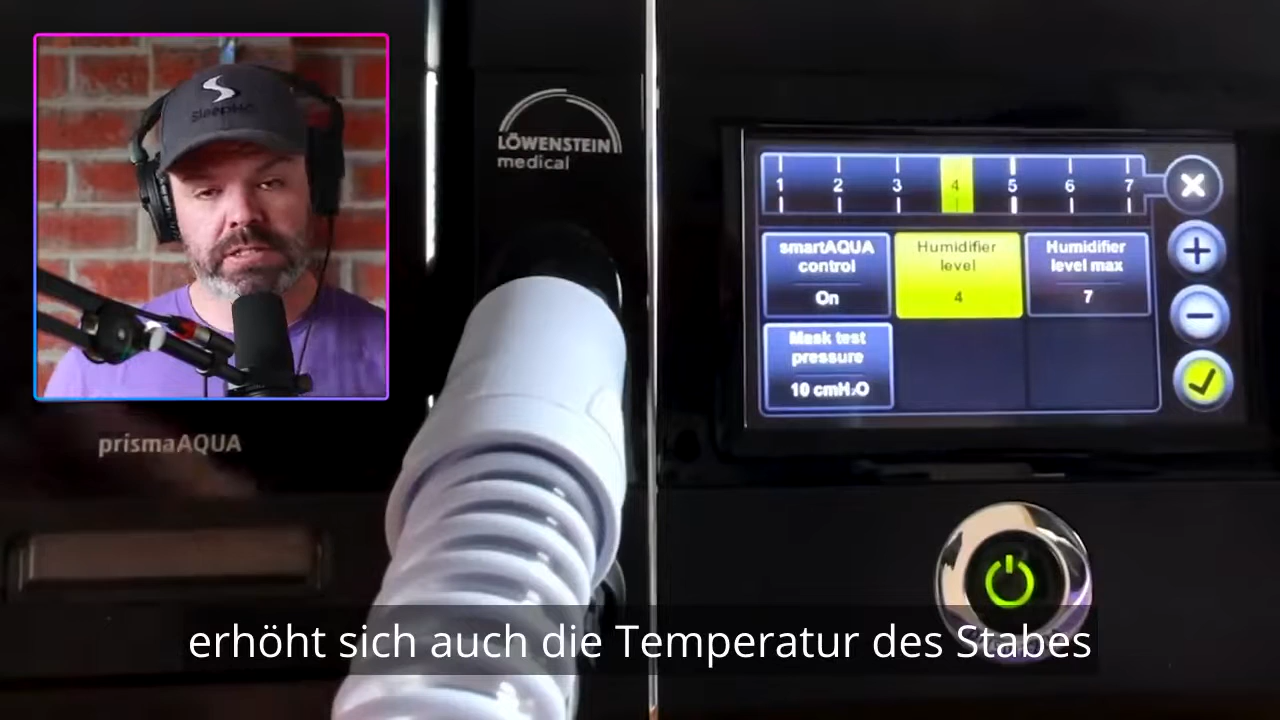 SleepHQ
LÖWENSTEIN
medical
1 2 3 4 5 6 7
smartAQUA
control
On
Humidifier
level
4
Humidifier
level max
7
Mask test
pressure
10 cmH₂O
prismaAQUA
erhöht sich auch die Temperatur des Stabes